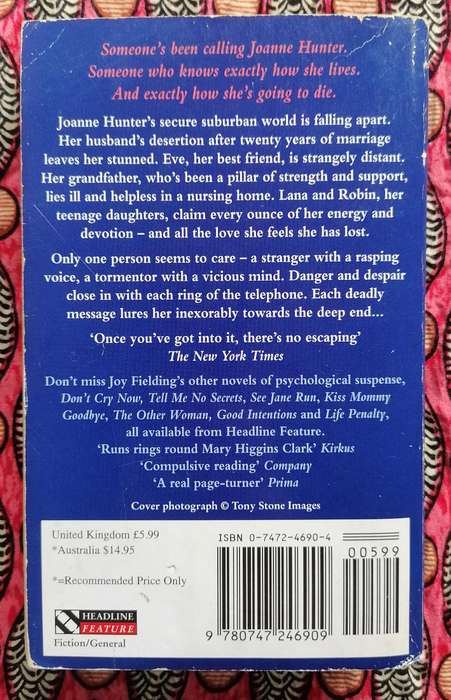 Someone's been calling Joanne Hunter.
Someone who knows exactly how she lives.
And exactly how she's going to die.
Joanne Hunter's secure suburban world is falling apart.
Her husband's desertion after twenty years of marriage
leaves her stunned. Eve, her best friend, is strangely distant.
Her grandfather, who's been a pillar of strength and support,
lies ill and helpless in a nursing home. Lana and Robin, her
teenage daughters, claim every ounce of her energy and
devotion – and all the love she feels she has lost.
Only one person seems to care – a stranger with a rasping
voice, a tormentor with a vicious mind. Danger and despair
close in with each ring of the telephone. Each deadly
message lures her inexorably towards the deep end...
‘Once you've got into it, there's no escaping’
The New York Times
Don't miss Joy Fielding's other novels of psychological suspense,
Don't Cry Now, Tell Me No Secrets, See Jane Run, Kiss Mommy
Goodbye, The Other Woman, Good Intentions and Life Penalty,
all available from Headline Feature.
‘Runs rings round Mary Higgins Clark’ Kirkus
‘Compulsive reading’ Company
‘A real page-turner’ Prima
Cover photograph © Tony Stone Images
United Kingdom £5.99
*Australia $14.95
*=Recommended Price Only
HEADLINE
FEATURE
Fiction/General
ISBN 0-7472-4690-4
00599
9 780747 246909